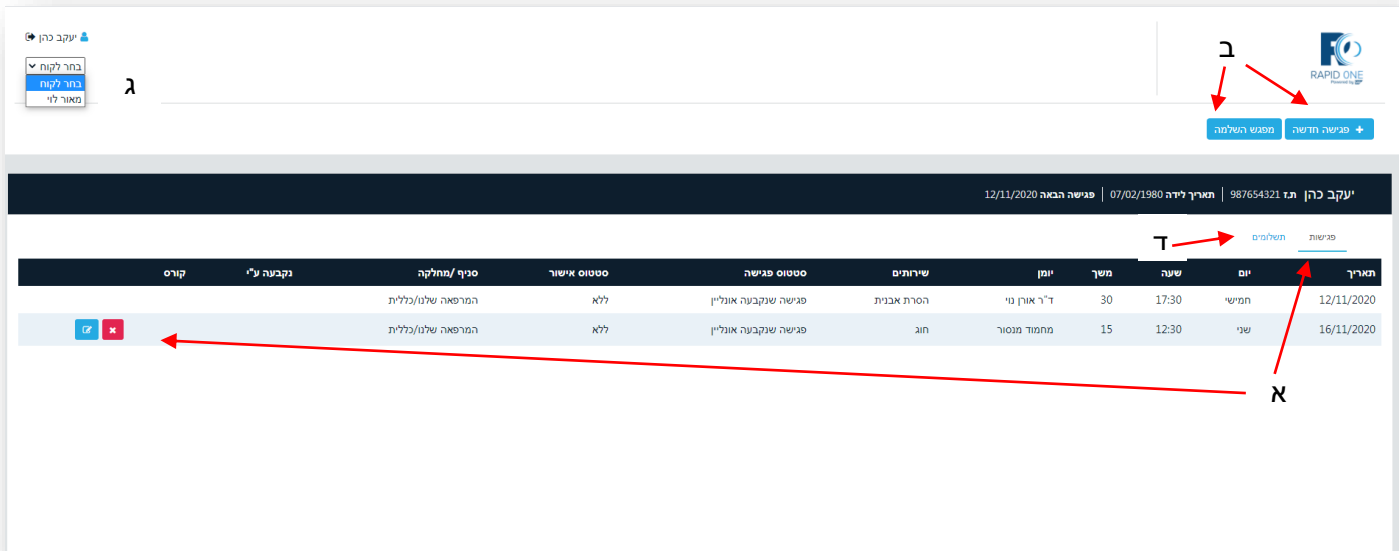 יעקב כהן
בחר לקוח
בחר לקוח
מאור לוי
ג
ב
RAPID ONE
+ פגישה חדשה
מפגש השלמה
יעקב כהן ת.ז 987654321 | תאריך לידה 07/02/1980 | פגישה הבאה 12/11/2020
פגישות תשלומים
ד
תאריך יום שעה משך יומן שירותים סטטוס פגישה סטטוס אישור סניף /מחלקה נקבעה ע"י קורס
12/11/2020 חמישי 17:30 30 ד"ר אורן נוי הסרת אבנית פגישה שנקבעה אונליין ללא המרפאה שלנו/כללית
16/11/2020 שני 12:30 15 מחמוד מנסור חוג פגישה שנקבעה אונליין ללא המרפאה שלנו/כללית
א